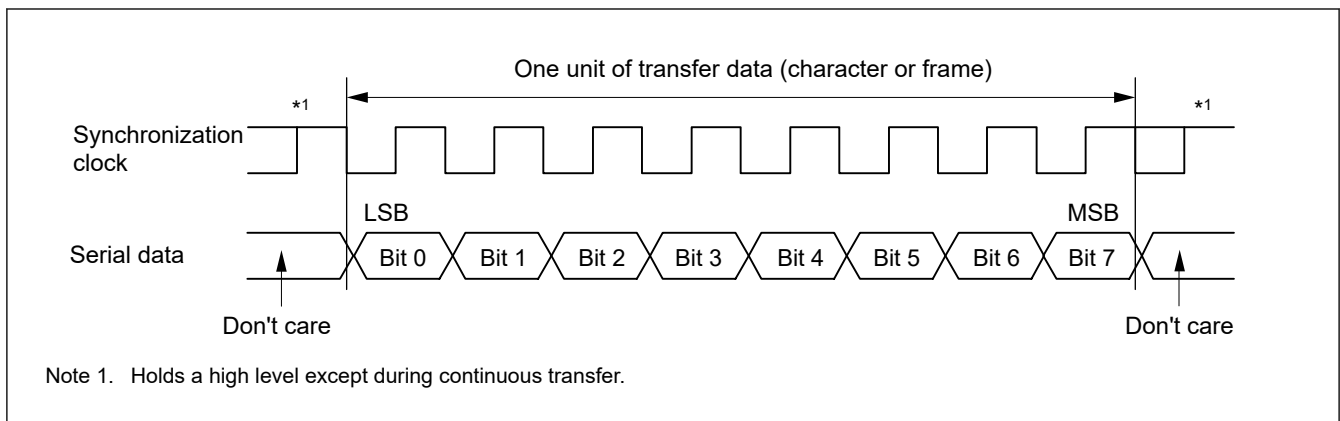 One unit of transfer data (character or frame)
*1 *1
Synchronization
clock
LSB MSB
Serial data Bit 0 Bit 1 Bit 2 Bit 3 Bit 4 Bit 5 Bit 6 Bit 7
Don't care Don't care
Note 1. Holds a high level except during continuous transfer.